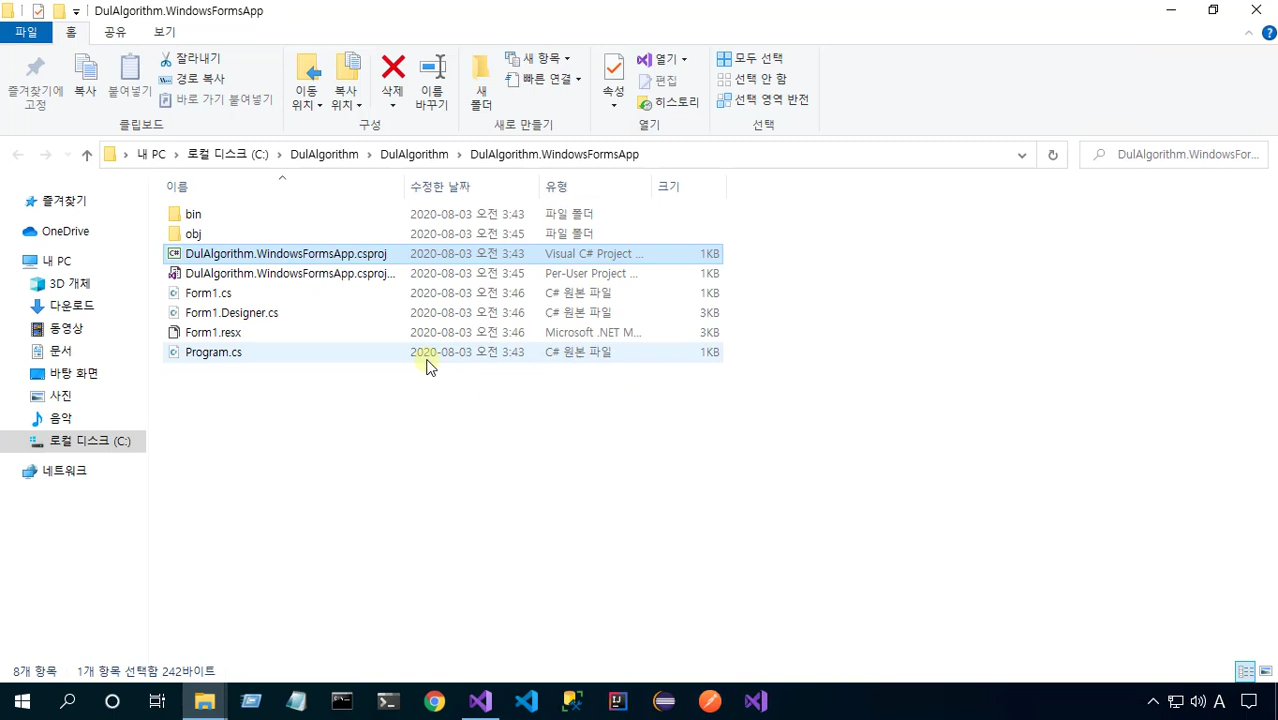 DulAlgorithm.WindowsFormsApp
파일 홈 공유 보기
즐겨찾기에 고정
복사
붙여넣기
잘라내기
경로 복사
바로 가기 붙여넣기
클립보드
이동 위치
복사 위치
삭제
이름 바꾸기
구성
새 폴더
새 항목
빠른 연결
새로 만들기
속성
열기
편집
히스토리
열기
모두 선택
선택 안 함
선택 영역 반전
선택
내 PC 로컬 디스크 (C:) DulAlgorithm DulAlgorithm DulAlgorithm.WindowsFormsApp
DulAlgorithm.WindowsFor...
즐겨찾기
OneDrive
내 PC
3D 개체
다운로드
동영상
문서
바탕 화면
사진
음악
로컬 디스크 (C:)
네트워크
이름 수정한 날짜 유형 크기
bin 2020-08-03 오전 3:43 파일 폴더
obj 2020-08-03 오전 3:45 파일 폴더
DulAlgorithm.WindowsFormsApp.csproj 2020-08-03 오전 3:43 Visual C# Project ... 1KB
DulAlgorithm.WindowsFormsApp.csproj... 2020-08-03 오전 3:45 Per-User Project ... 1KB
Form1.cs 2020-08-03 오전 3:46 C# 원본 파일 1KB
Form1.Designer.cs 2020-08-03 오전 3:46 C# 원본 파일 3KB
Form1.resx 2020-08-03 오전 3:46 Microsoft .NET M... 3KB
Program.cs 2020-08-03 오전 3:43 C# 원본 파일 1KB
8개 항목 1개 항목 선택함 242바이트
A